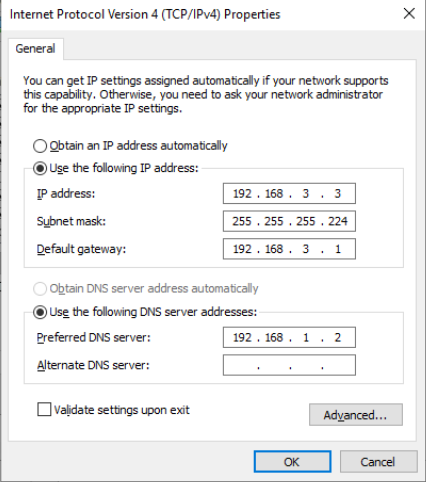 Internet Protocol Version 4 (TCP/IPv4) Properties
General
You can get IP settings assigned automatically if your network supports
this capability. Otherwise, you need to ask your network administrator
for the appropriate IP settings.
Obtain an IP address automatically
Use the following IP address:
IP address: 192 . 168 . 3 . 3
Subnet mask: 255 . 255 . 255 . 224
Default gateway: 192 . 168 . 3 . 1
Obtain DNS server address automatically
Use the following DNS server addresses:
Preferred DNS server: 192 . 168 . 1 . 2
Alternate DNS server: . . .
Validate settings upon exit
Advanced...
OK Cancel